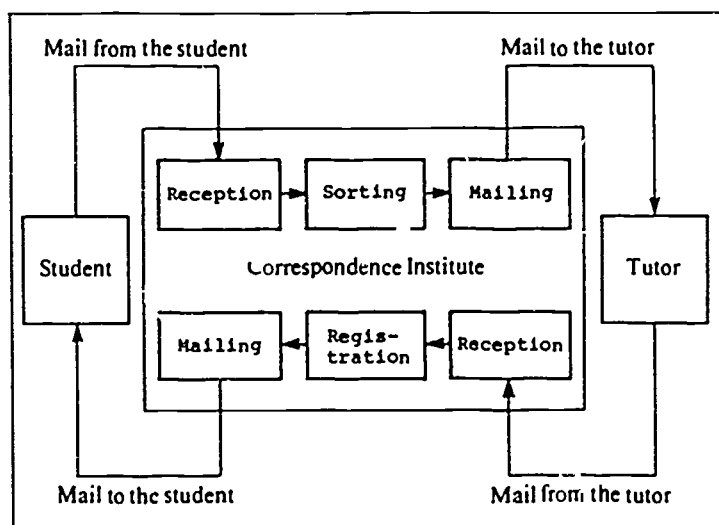 Mail from the student
Mail to the tutor
Reception
Sorting
Mailing
Student
Correspondence Institute
Tutor
Mailing
Regis-
tration
Reception
Mail to the student
Mail from the tutor